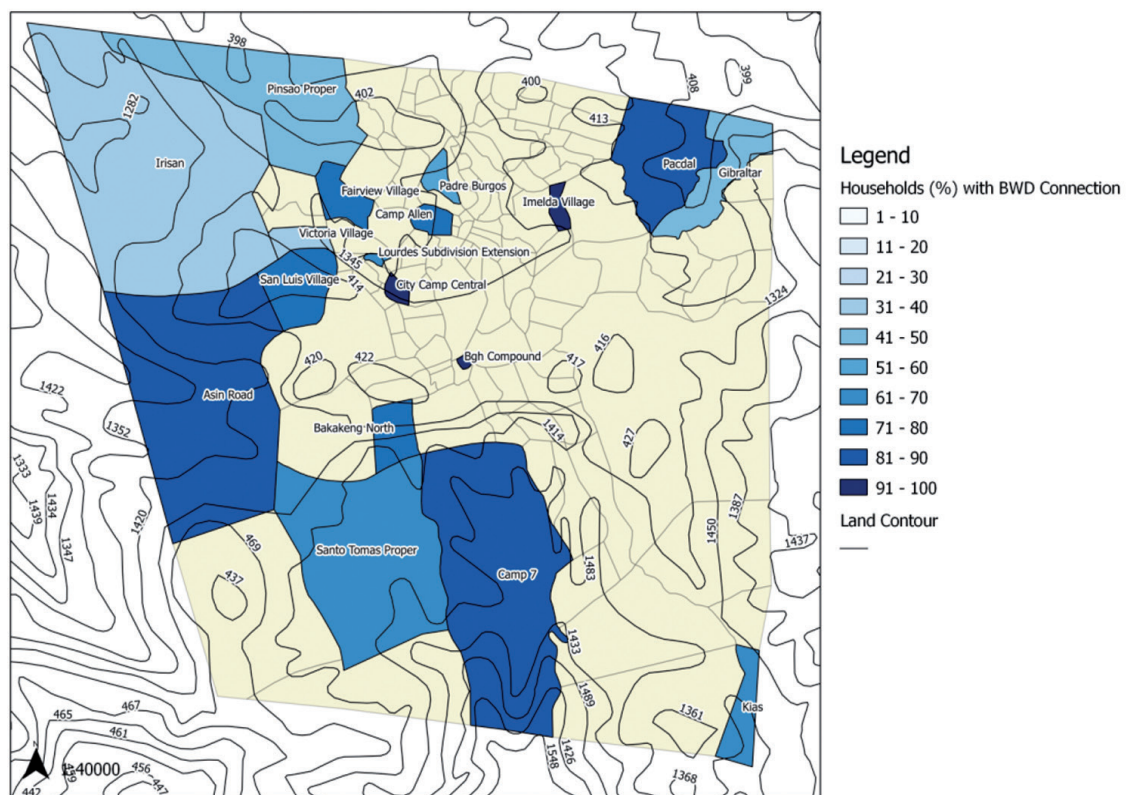 398
Pinsao Proper
402
400
408
399
413
1282
Irisan
Pacdal
Gibraltar
Fairview Village
Padre Burgos
Imelda Village
Camp Allen
Victoria Village
1345
Lourdes Subdivision Extension
San Luis Village
414
City Camp Central
1324
420
422
Bgh Compound
417
416
1422
Asin Road
1352
Bakakeng North
1414
427
1333
1439
1434
1347
1420
1450
1387
1437
469
Santo Tomas Proper
437
Camp 7
1483
1433
1489
465
467
461
456
447
442
1:40000
1361
Kias
1548
1426
1368
N
Legend
Households (%) with BWD Connection
1 - 10
11 - 20
21 - 30
31 - 40
41 - 50
51 - 60
61 - 70
71 - 80
81 - 90
91 - 100
Land Contour